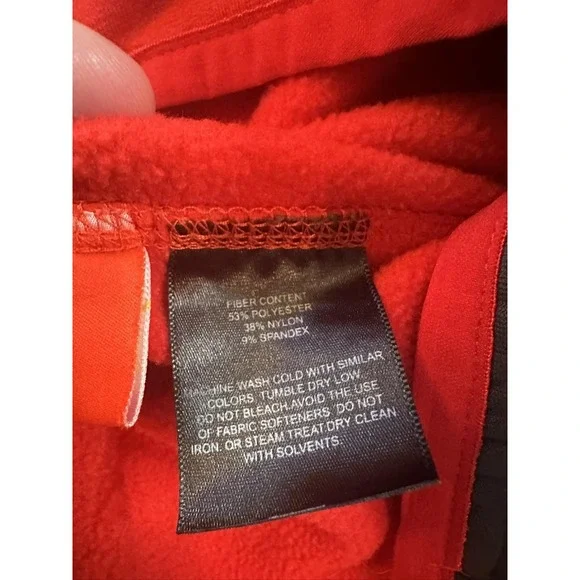 FIBER CONTENT
53% POLYESTER
38% NYLON
9% SPANDEX
MACHINE WASH COLD WITH SIMILAR
COLORS, TUMBLE DRY LOW.
DO NOT BLEACH.AVOID THE USE
OF FABRIC SOFTENERS, DO NOT
IRON, OR STEAM TREAT.DRY CLEAN
WITH SOLVENTS.